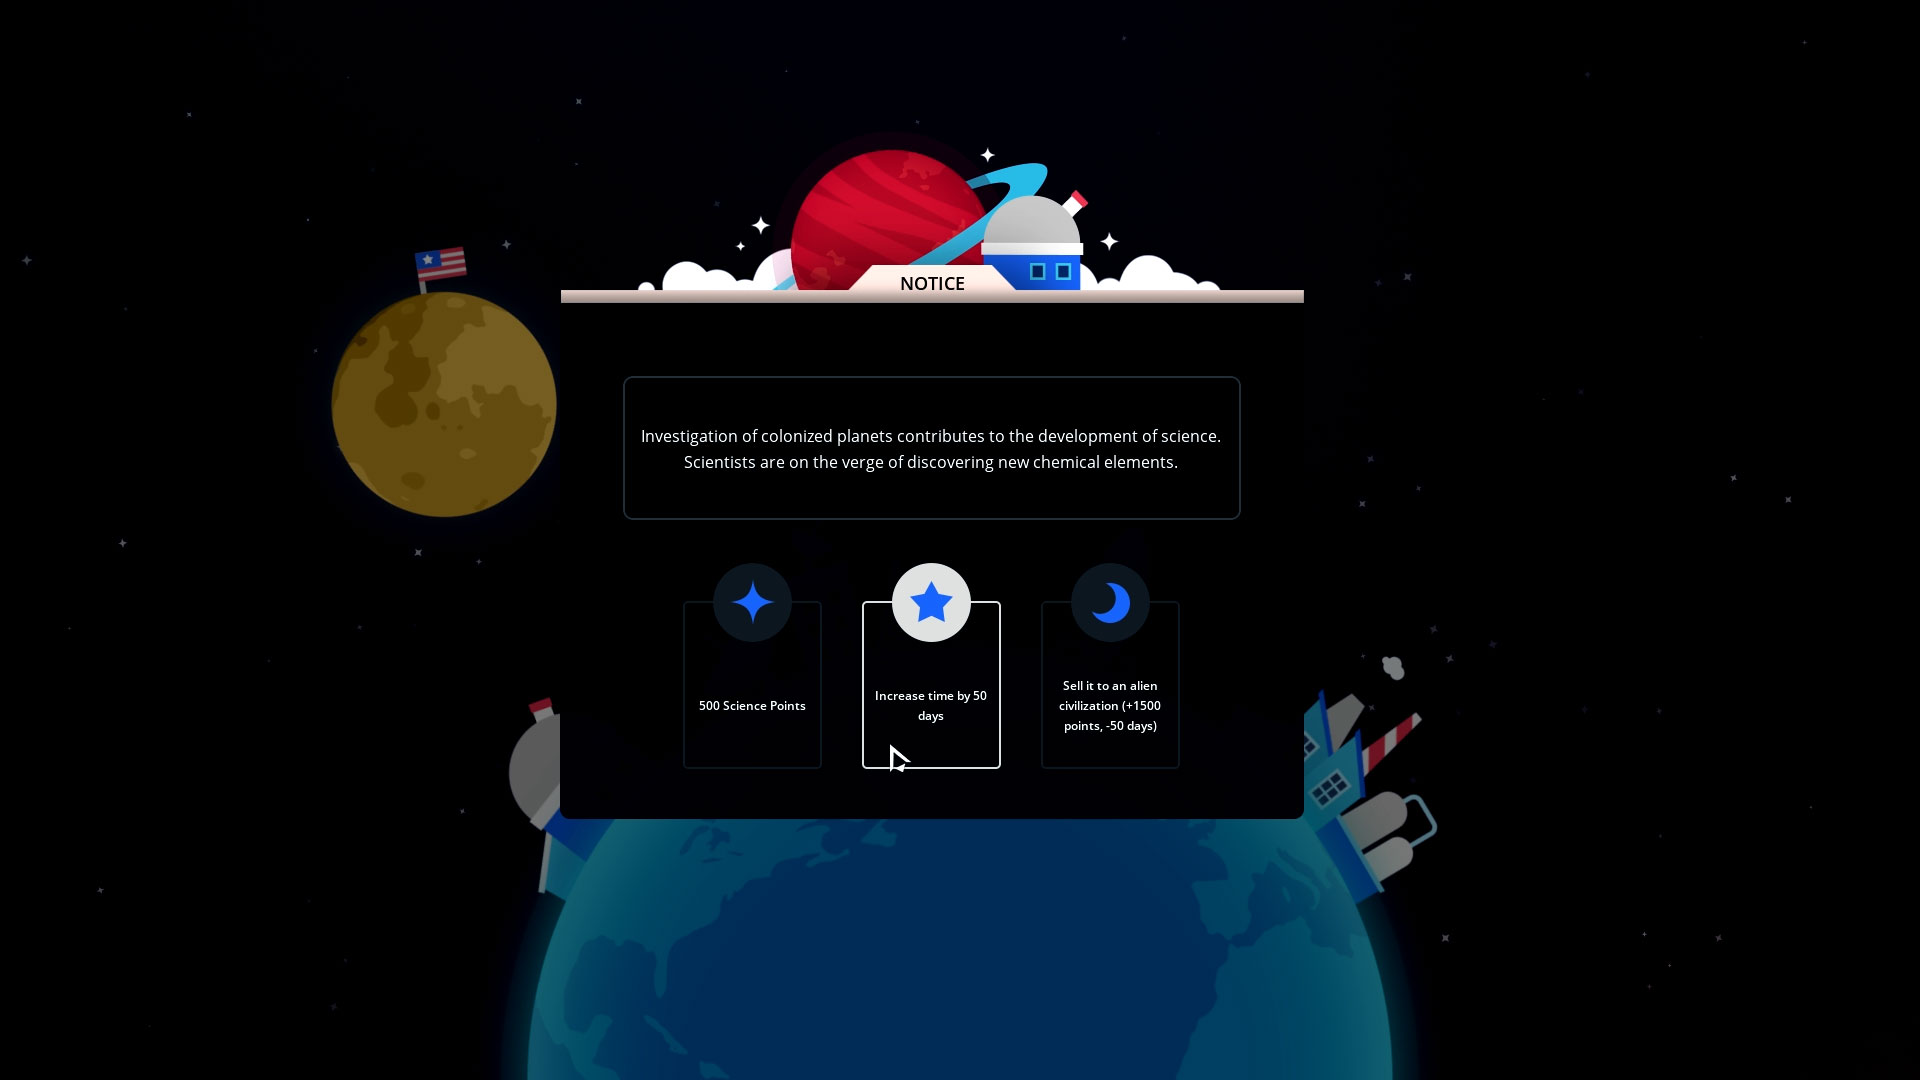 NOTICE
Investigation of colonized planets contributes to the development of science.
Scientists are on the verge of discovering new chemical elements.
500 Science Points
Increase time by 50
days
Sell it to an alien
civilization (+1500
points, -50 days)